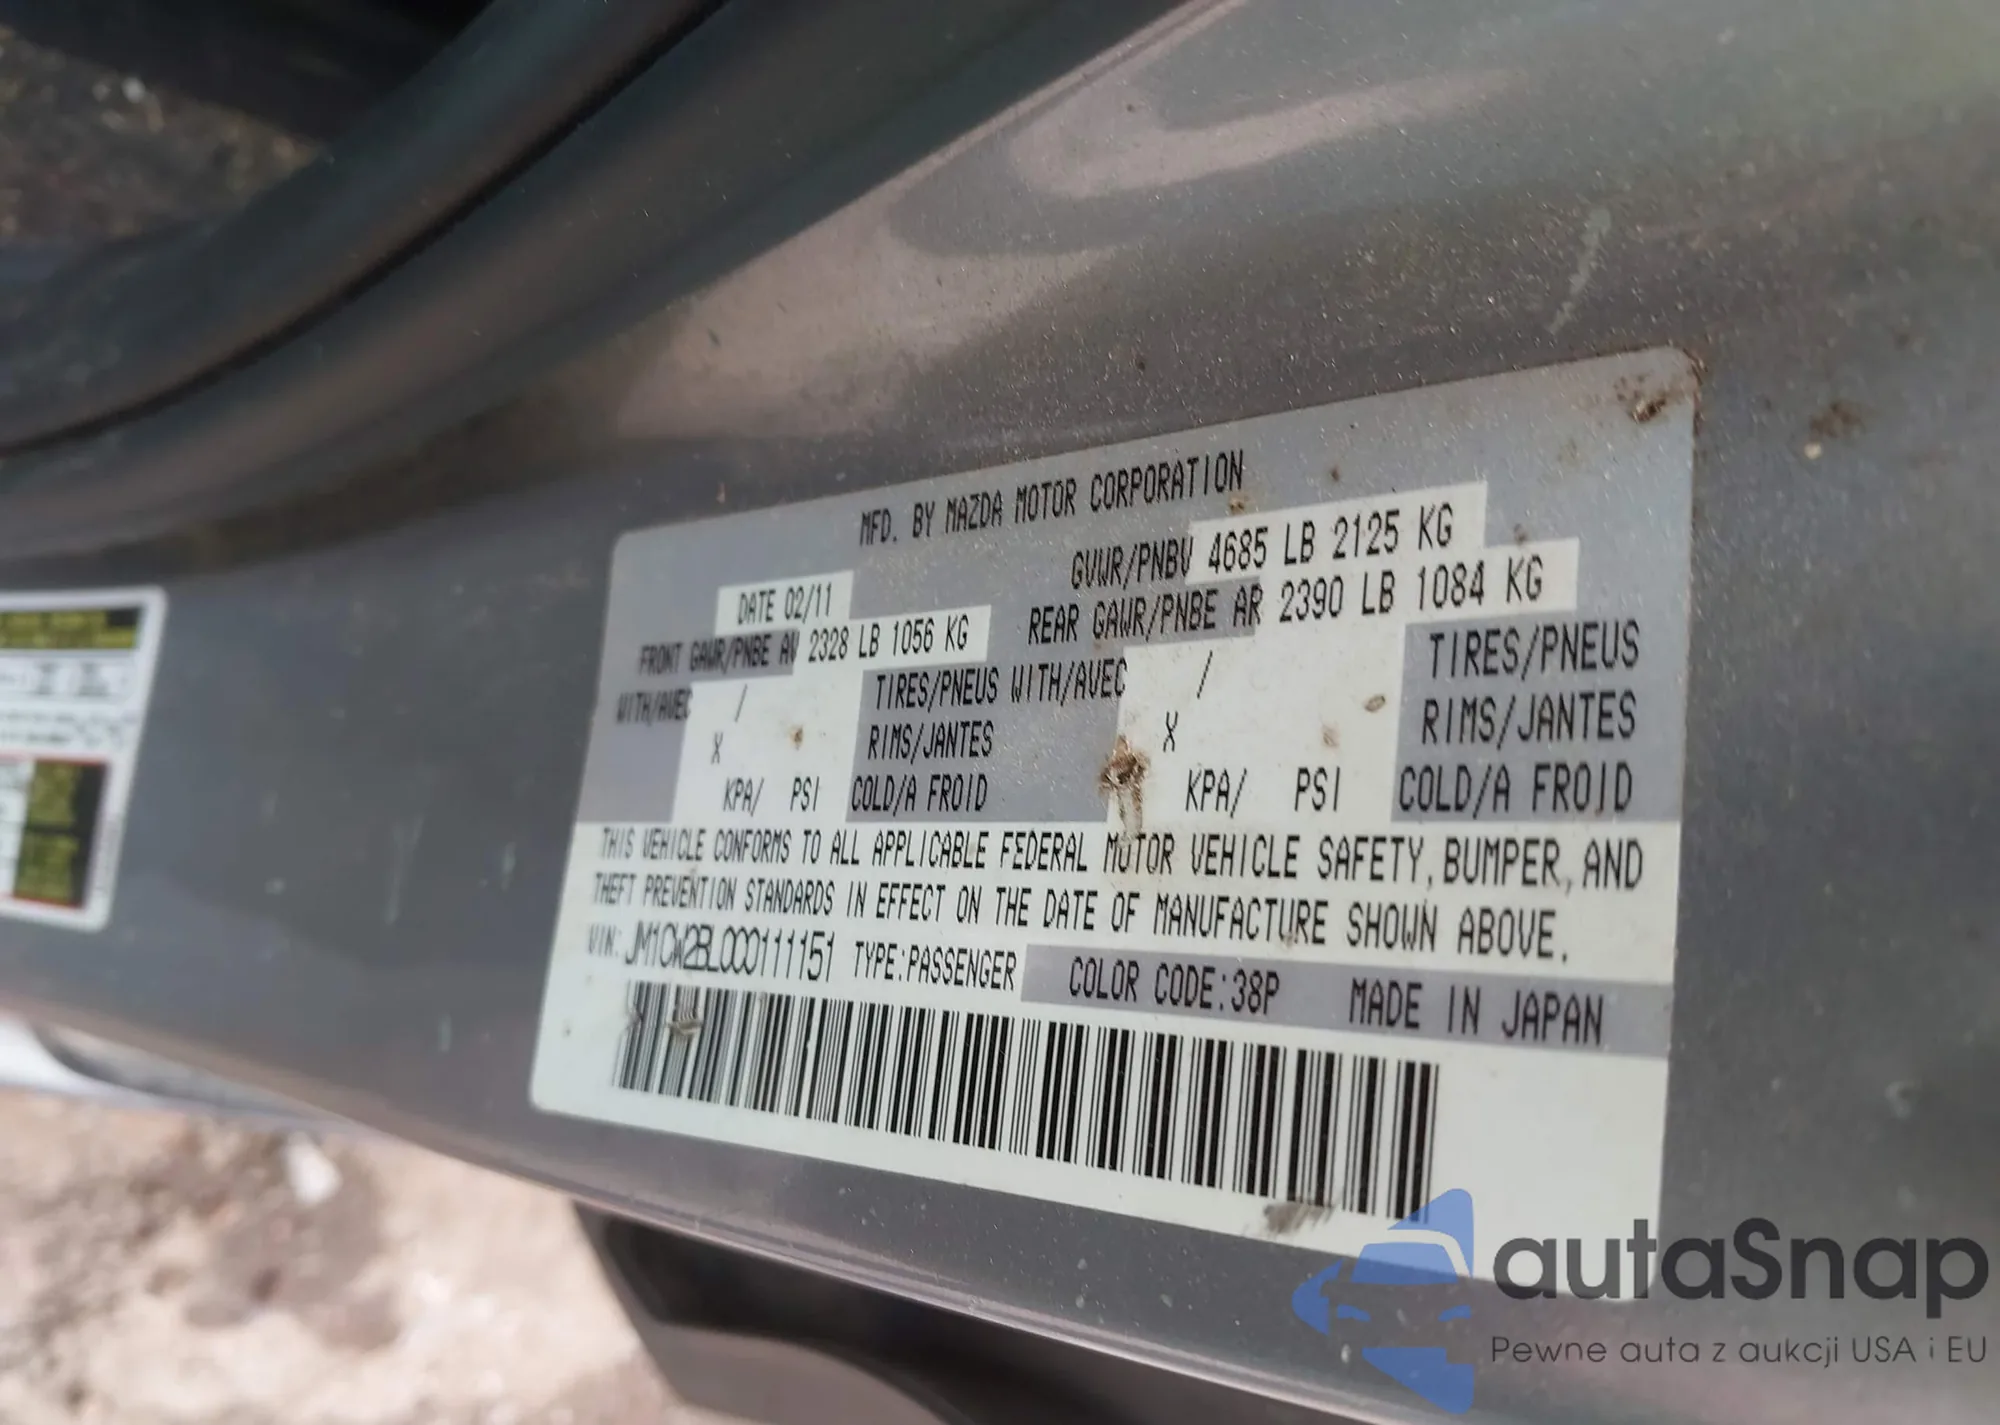 MFD. BY MAZDA MOTOR CORPORATION
DATE 02/11 GVWR/PNBV 4685 LB 2125 KG
FRONT GAWR/PNBE AV 2328 LB 1056 KG REAR GAWR/PNBE AR 2390 LB 1084 KG
WITH/AVEC / TIRES/PNEUS WITH/AVEC / TIRES/PNEUS
X RIMS/JANTES X RIMS/JANTES
KPA/ PSI COLD/A FROID KPA/ PSI COLD/A FROID
THIS VEHICLE CONFORMS TO ALL APPLICABLE FEDERAL MOTOR VEHICLE SAFETY, BUMPER, AND
THEFT PREVENTION STANDARDS IN EFFECT ON THE DATE OF MANUFACTURE SHOWN ABOVE.
VIN: JM1CW2BL0C0111151 TYPE:PASSENGER COLOR CODE:38P MADE IN JAPAN
autaSnap
Pewne auta z aukcji USA i EU